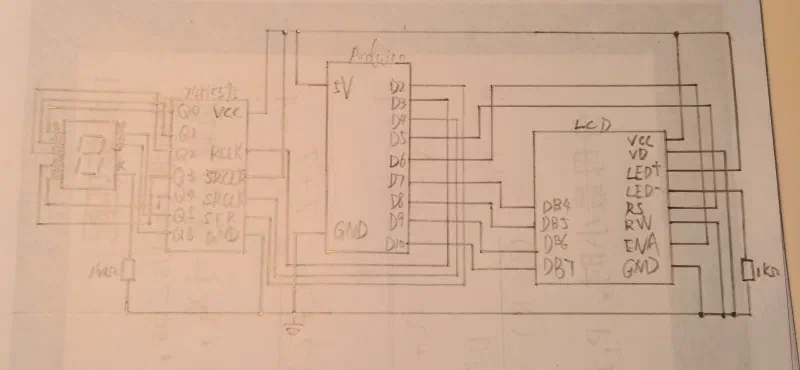 Arduino
Q0 VCC
Q1
Q2 RCLK
Q3
Q4 SRCLK
Q5 SER
Q6 GND
5V
D2
D3
D4
D5
D6
D7
D8
D9
GND
D10
LCD
VCC
VD
LED+
LED-
DB4 RS
DB5 RW
DB6 ENA
DB7 GND
1kΩ